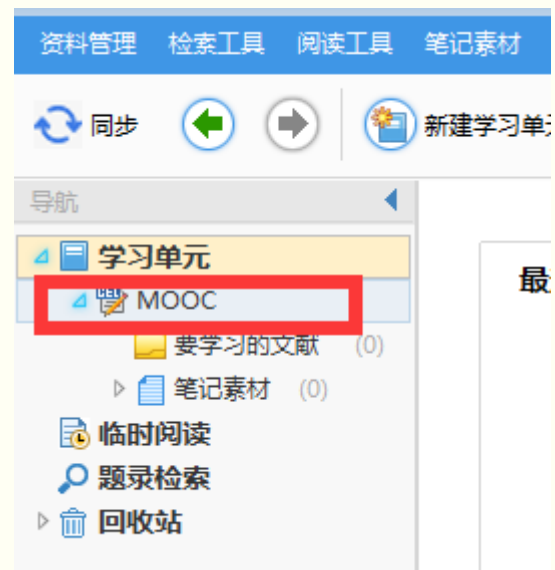 资料管理 检索工具 阅读工具 笔记素材
同步 新建学习单
导航
学习单元
MOOC
要学习的文献 (0)
笔记素材 (0)
临时阅读
题录检索
回收站
最